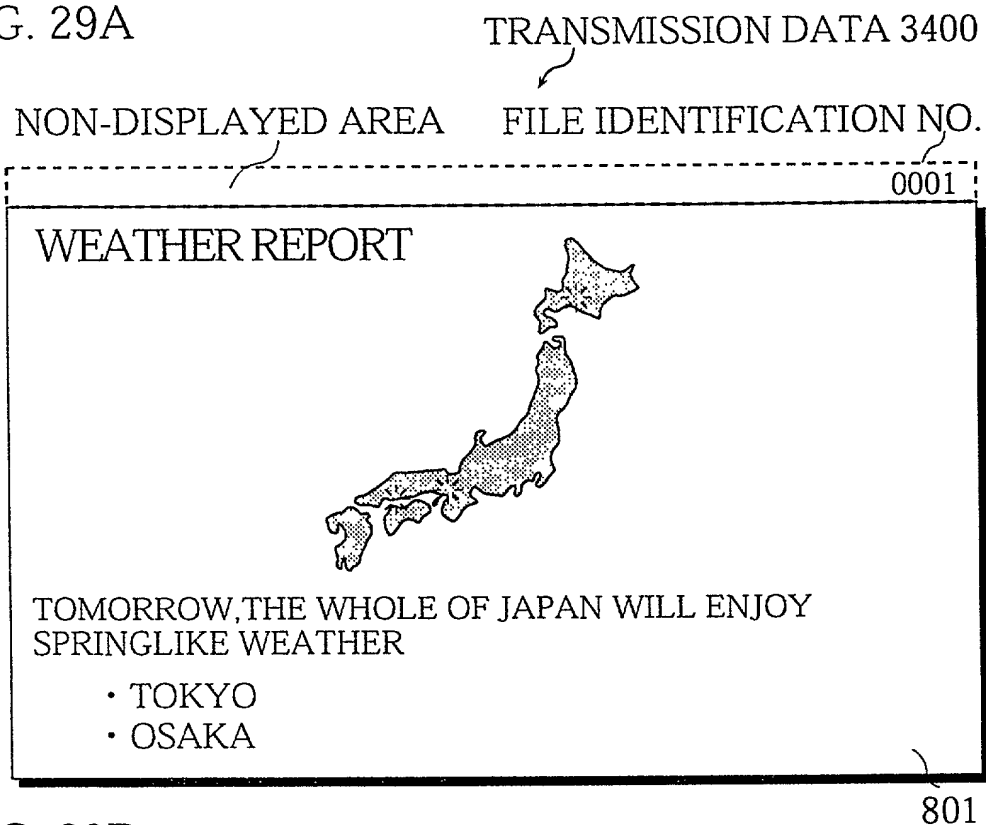 G. 29A
TRANSMISSION DATA 3400
NON-DISPLAYED AREA
FILE IDENTIFICATION NO.
0001
WEATHER REPORT
TOMORROW,THE WHOLE OF JAPAN WILL ENJOY
SPRINGLIKE WEATHER
· TOKYO
· OSAKA
801